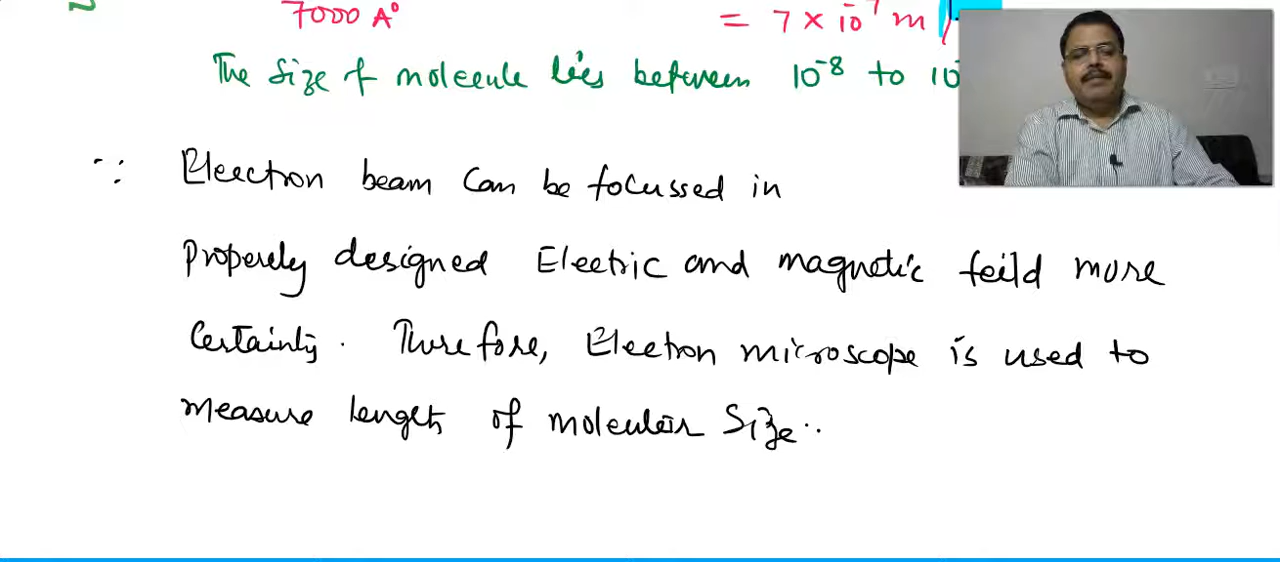 7000 A° = 7 × 10⁻⁷ m
The size of molecule lies between 10⁻⁸ to 10
∵ Electron beam can be focussed in
Properly designed Electric and magnetic feild more
Certainty. Therefore, Electron microscope is used to
measure length of molecular size..